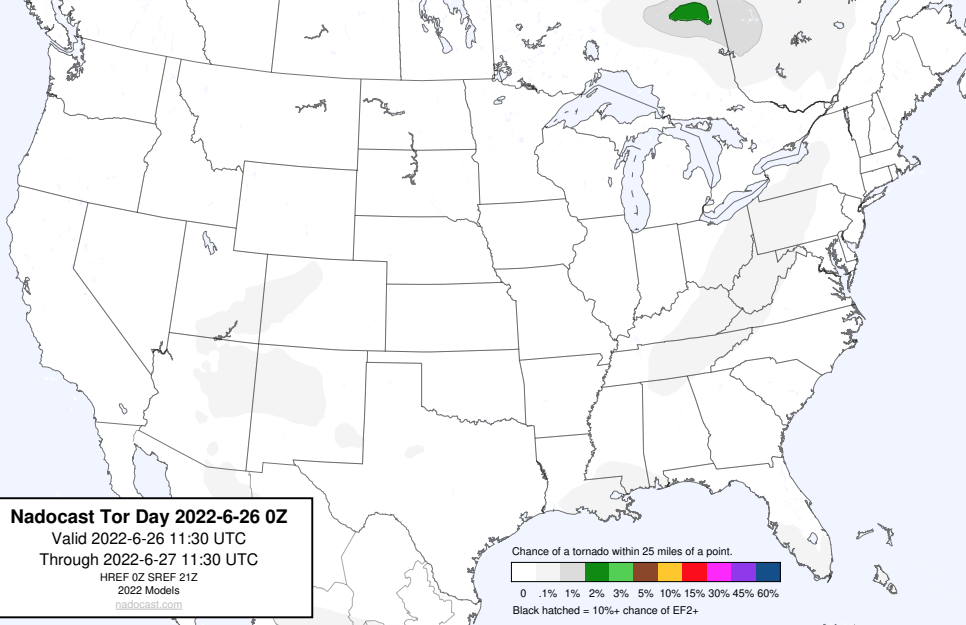 Nadocast Tor Day 2022-6-26 0Z
Valid 2022-6-26 11:30 UTC
Through 2022-6-27 11:30 UTC
HREF 0Z SREF 21Z
2022 Models
nadocast.com
Chance of a tornado within 25 miles of a point.
0 .1% 1% 2% 3% 5% 10% 15% 30% 45% 60%
Black hatched = 10%+ chance of EF2+